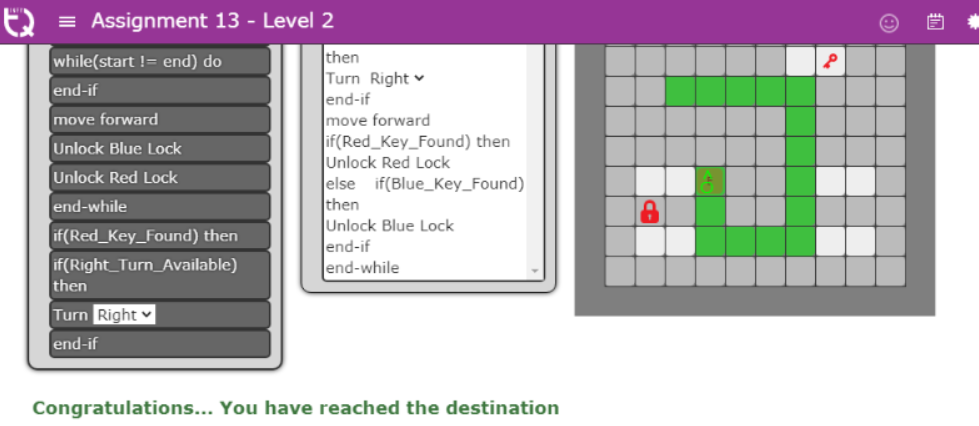 Assignment 13 - Level 2
while(start != end) do
end-if
move forward
Unlock Blue Lock
Unlock Red Lock
end-while
if(Red_Key_Found) then
if(Right_Turn_Available)
then
Turn Right
end-if
then
Turn Right
end-if
move forward
if(Red_Key_Found) then
Unlock Red Lock
else if(Blue_Key_Found)
then
Unlock Blue Lock
end-if
end-while
Congratulations... You have reached the destination